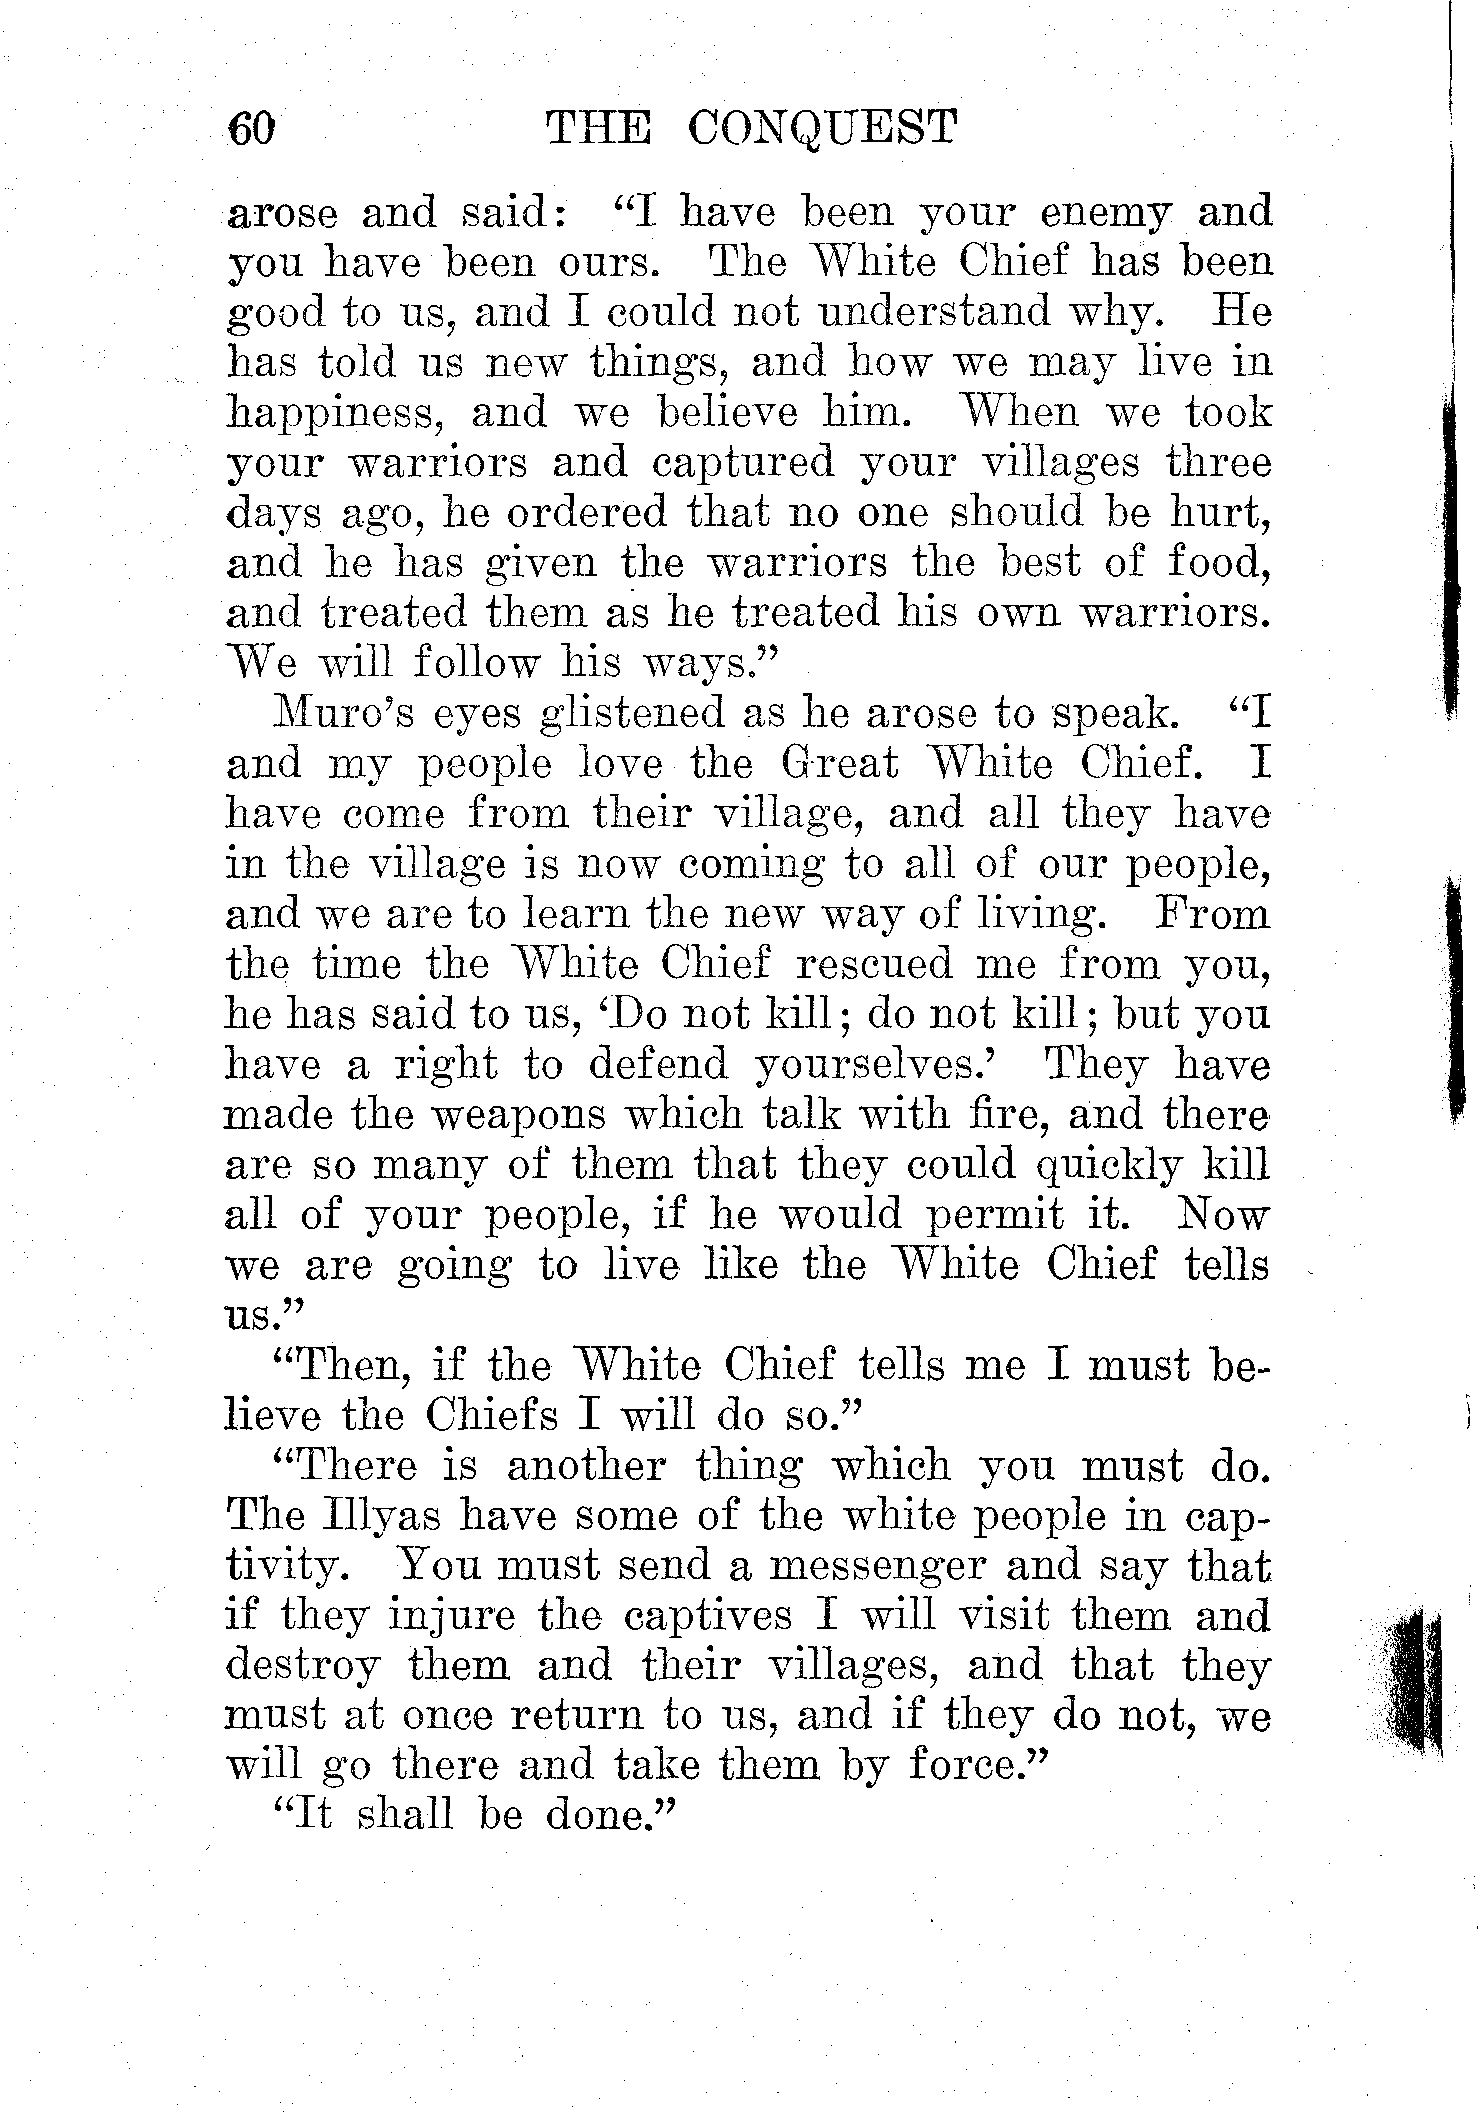 60 THE CONQUEST
arose and said: “I have been your enemy and
you have been ours. The White Chief has been
good to us, and I could not understand why. He
has told us new things, and how we may live in
happiness, and we believe him. When we took
your warriors and captured your villages three
days ago, he ordered that no one should be hurt,
and he has given the warriors the best of food,
and treated them as he treated his own warriors.
We will follow his ways.”
Muro’s eyes glistened as he arose to speak. “I
and my people love the Great White Chief. I
have come from their village, and all they have
in the village is now coming to all of our people,
and we are to learn the new way of living. From
the time the White Chief rescued me from you,
he has said to us, ‘Do not kill; do not kill; but you
have a right to defend yourselves.’ They have
made the weapons which talk with fire, and there
are so many of them that they could quickly kill
all of your people, if he would permit it. Now
we are going to live like the White Chief tells
us.”
“Then, if the White Chief tells me I must be-
lieve the Chiefs I will do so.”
“There is another thing which you must do.
The Illyas have some of the white people in cap-
tivity. You must send a messenger and say that
if they injure the captives I will visit them and
destroy them and their villages, and that they
must at once return to us, and if they do not, we
will go there and take them by force.”
“It shall be done.”